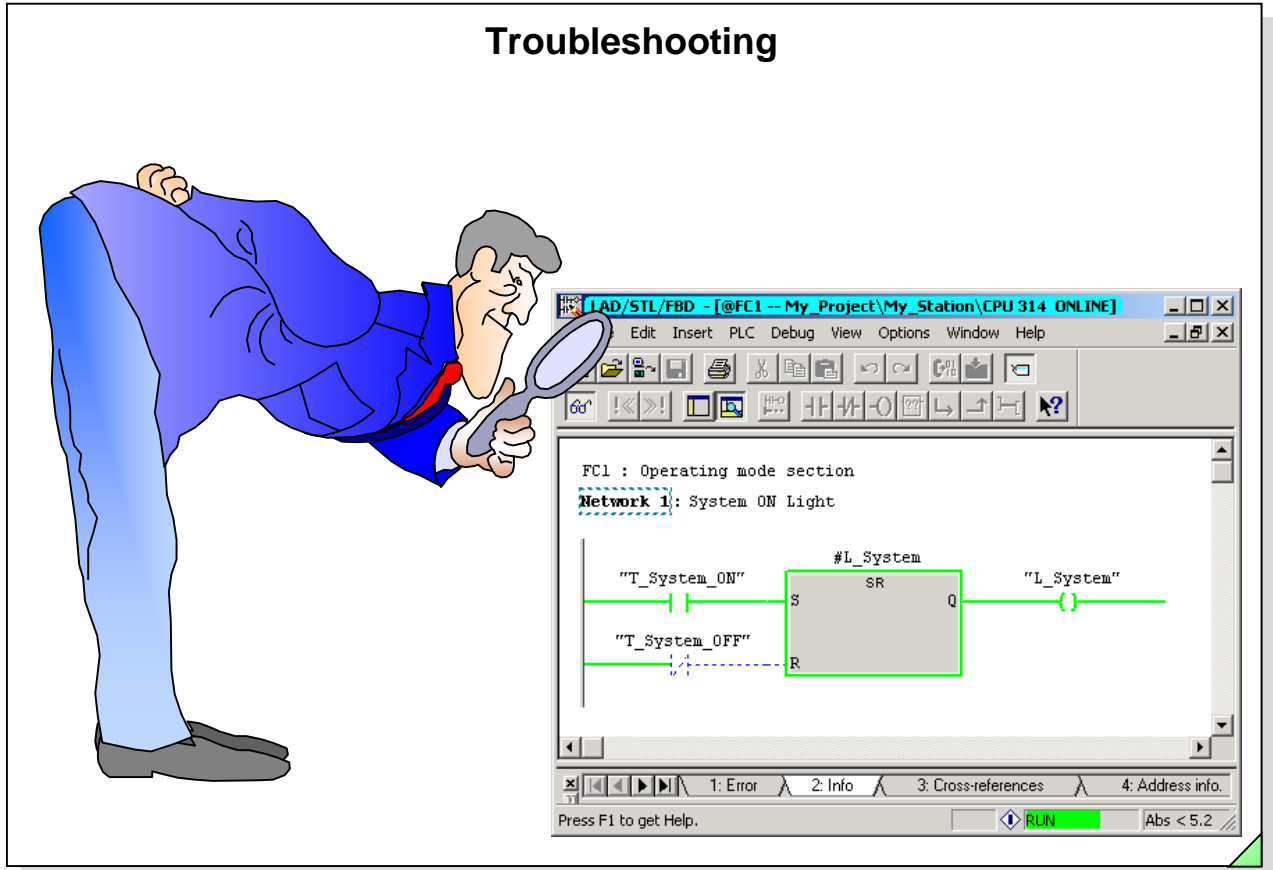 Troubleshooting
LAD/STL/FBD - [@FC1 -- My_Project\My_Station\CPU 314 ONLINE]
Edit Insert PLC Debug View Options Window Help
FC1 : Operating mode section
Network 1: System ON Light
#L_System
"T_System_ON" SR "L_System"
S Q
"T_System_OFF"
R
1: Error 2: Info 3: Cross-references 4: Address info.
Press F1 to get Help. RUN Abs < 5.2